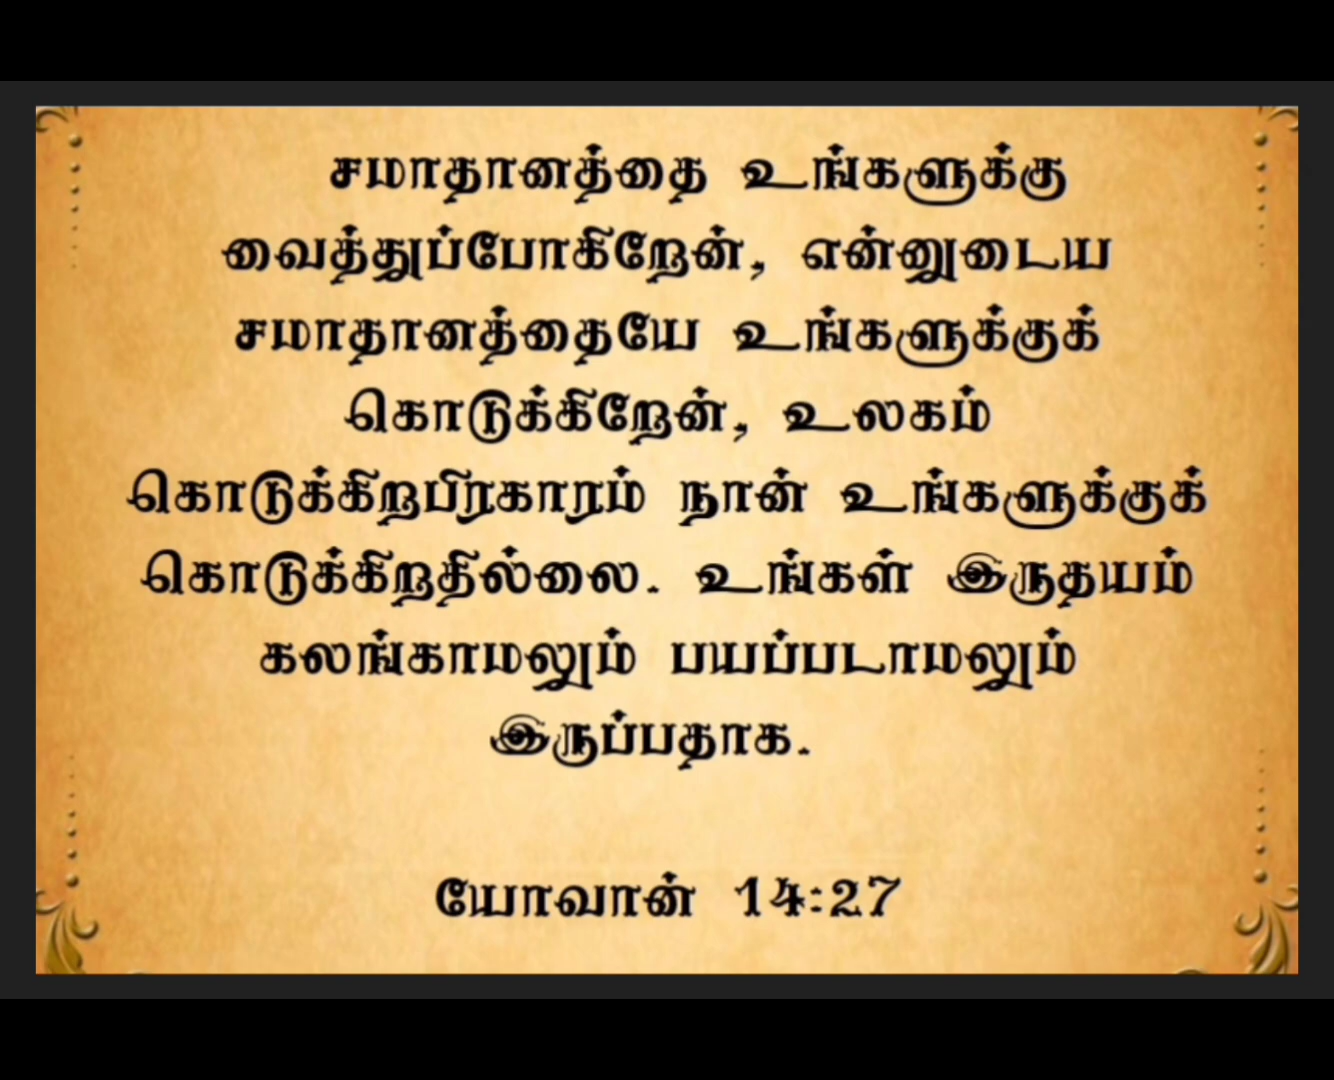 சமாதானத்தை உங்களுக்கு
வைத்துப்போகிறேன், என்னுடைய
சமாதானத்தையே உங்களுக்குக்
கொடுக்கிறேன், உலகம்
கொடுக்கிறபிரகாரம் நான் உங்களுக்குக்
கொடுக்கிறதில்லை. உங்கள் இருதயம்
கலங்காமலும் பயப்படாமலும்
இருப்பதாக.
யோவான் 14:27